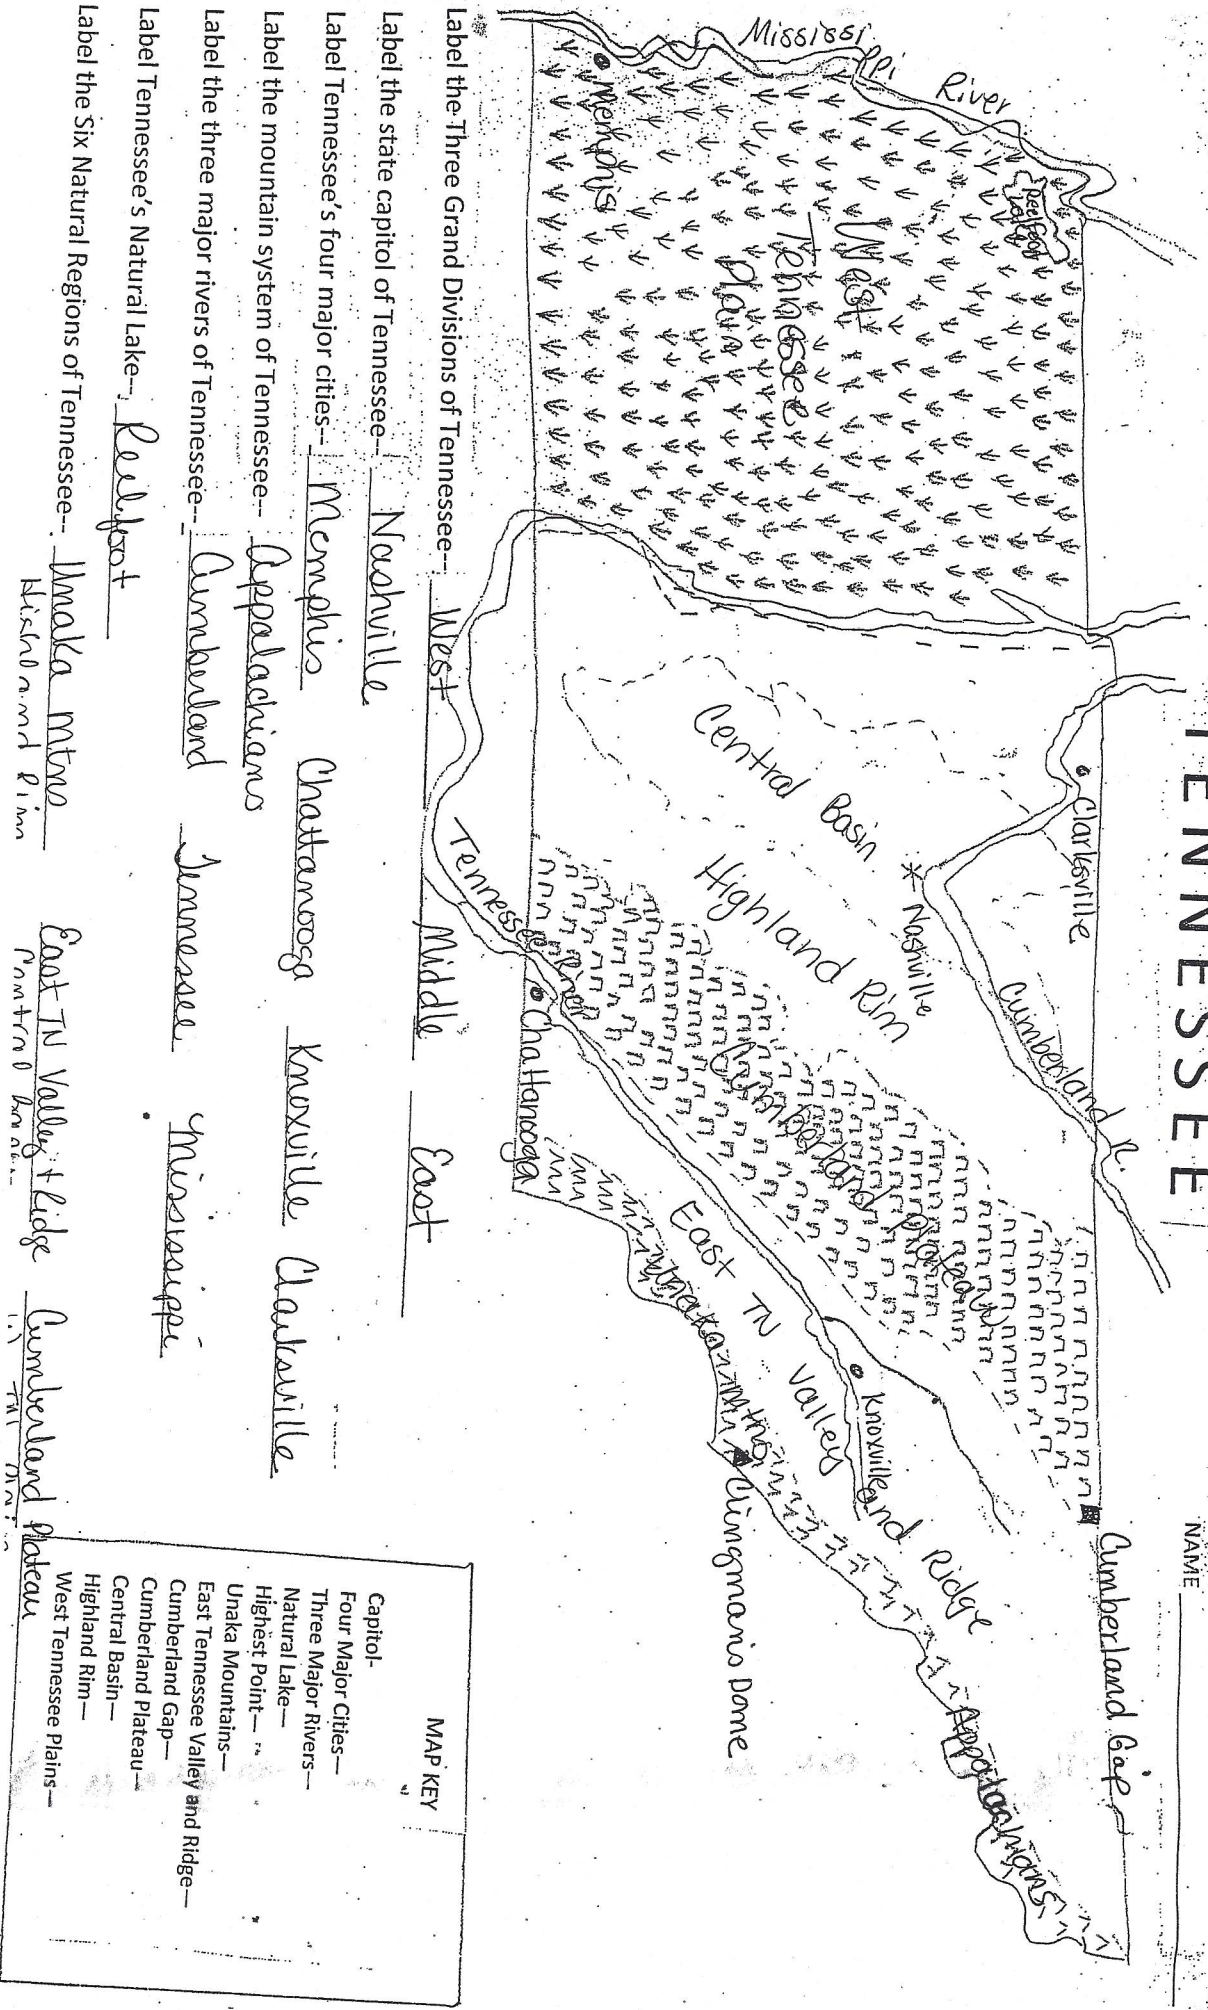 TENNESSEE
NAME
Mississippi River
Reelfoot
Memphis
West
Tennessee
Plain
Clarksville
Cumberland R.
* Nashville
Central Basin
Highland Rim
Cumberland Plateau
Cumberland Gap
Tennessee River
Chattanooga
East TN Valley and Ridge
Knoxville
Unaka Mtns
Clingman's Dome
Appalachians
Label the Three Grand Divisions of Tennessee-- West Middle East
Label the state capitol of Tennessee-- Nashville
Label Tennessee's four major cities-- Memphis Chattanooga Knoxville Clarksville
Label the mountain system of Tennessee-- Appalachians
Label the three major rivers of Tennessee-- Cumberland Tennessee Mississippi
Label Tennessee's Natural Lake-- Reelfoot
Label the Six Natural Regions of Tennessee-- Unaka Mtns East TN Valley + Ridge Cumberland Plateau
Highland Rim Central
MAP KEY
Capitol-
Four Major Cities—
Three Major Rivers—
Natural Lake—
Highest Point—
Unaka Mountains—
East Tennessee Valley and Ridge—
Cumberland Gap—
Cumberland Plateau—
Central Basin—
Highland Rim—
West Tennessee Plains—